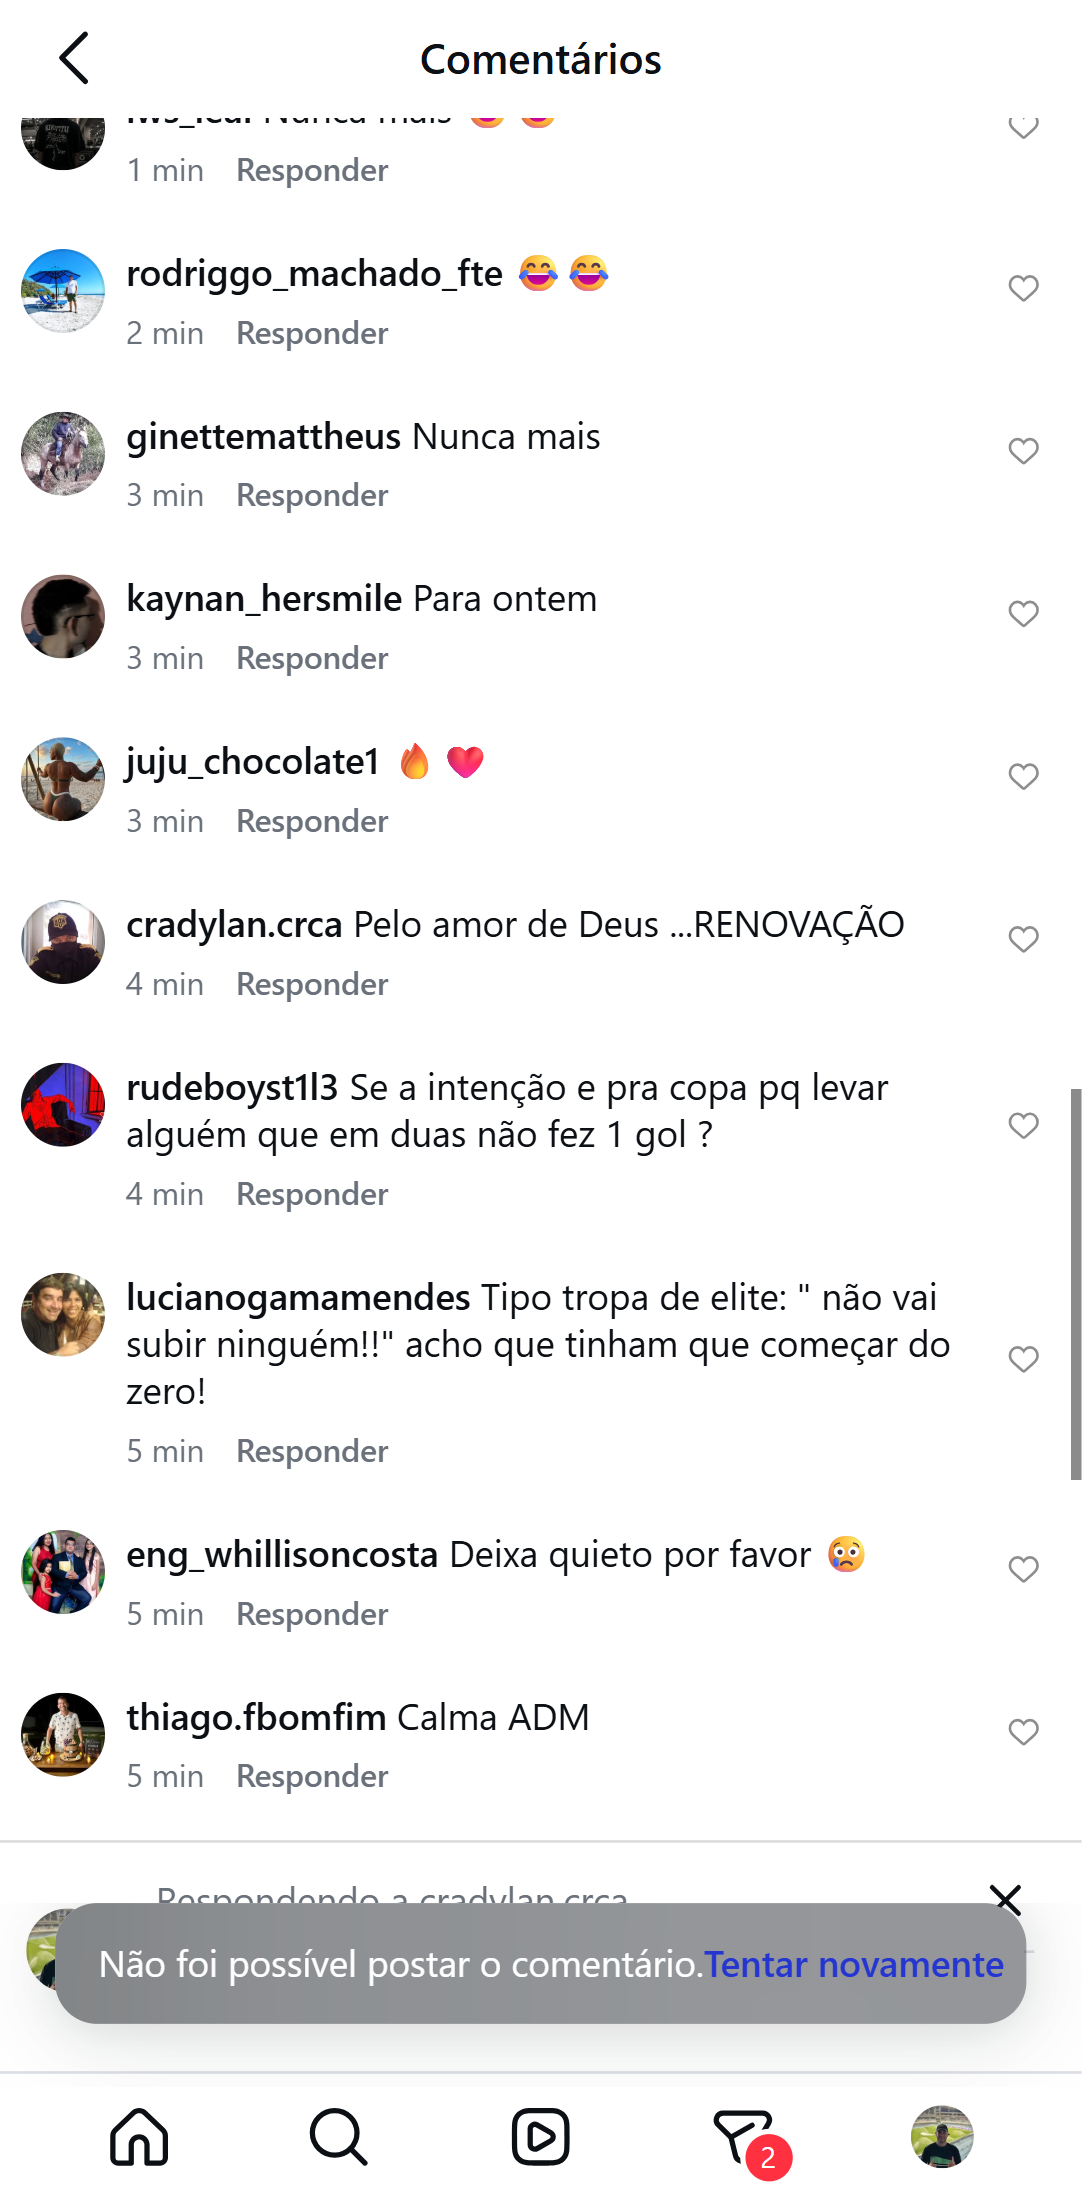 Comentários
Nunca mais 😂 😂
1 min Responder
rodriggo_machado_fte 😂 😂
2 min Responder
ginettemattheus Nunca mais
3 min Responder
kaynan_hersmile Para ontem
3 min Responder
juju_chocolate1 🔥 ❤️
3 min Responder
cradylan.crca Pelo amor de Deus ...RENOVAÇÃO
4 min Responder
rudeboyst1l3 Se a intenção e pra copa pq levar
alguém que em duas não fez 1 gol ?
4 min Responder
lucianogamamendes Tipo tropa de elite: " não vai
subir ninguém!!" acho que tinham que começar do
zero!
5 min Responder
eng_whillisoncosta Deixa quieto por favor 😢
5 min Responder
thiago.fbomfim Calma ADM
5 min Responder
Respondendo a cradylan.crca
Não foi possível postar o comentário.Tentar novamente
2